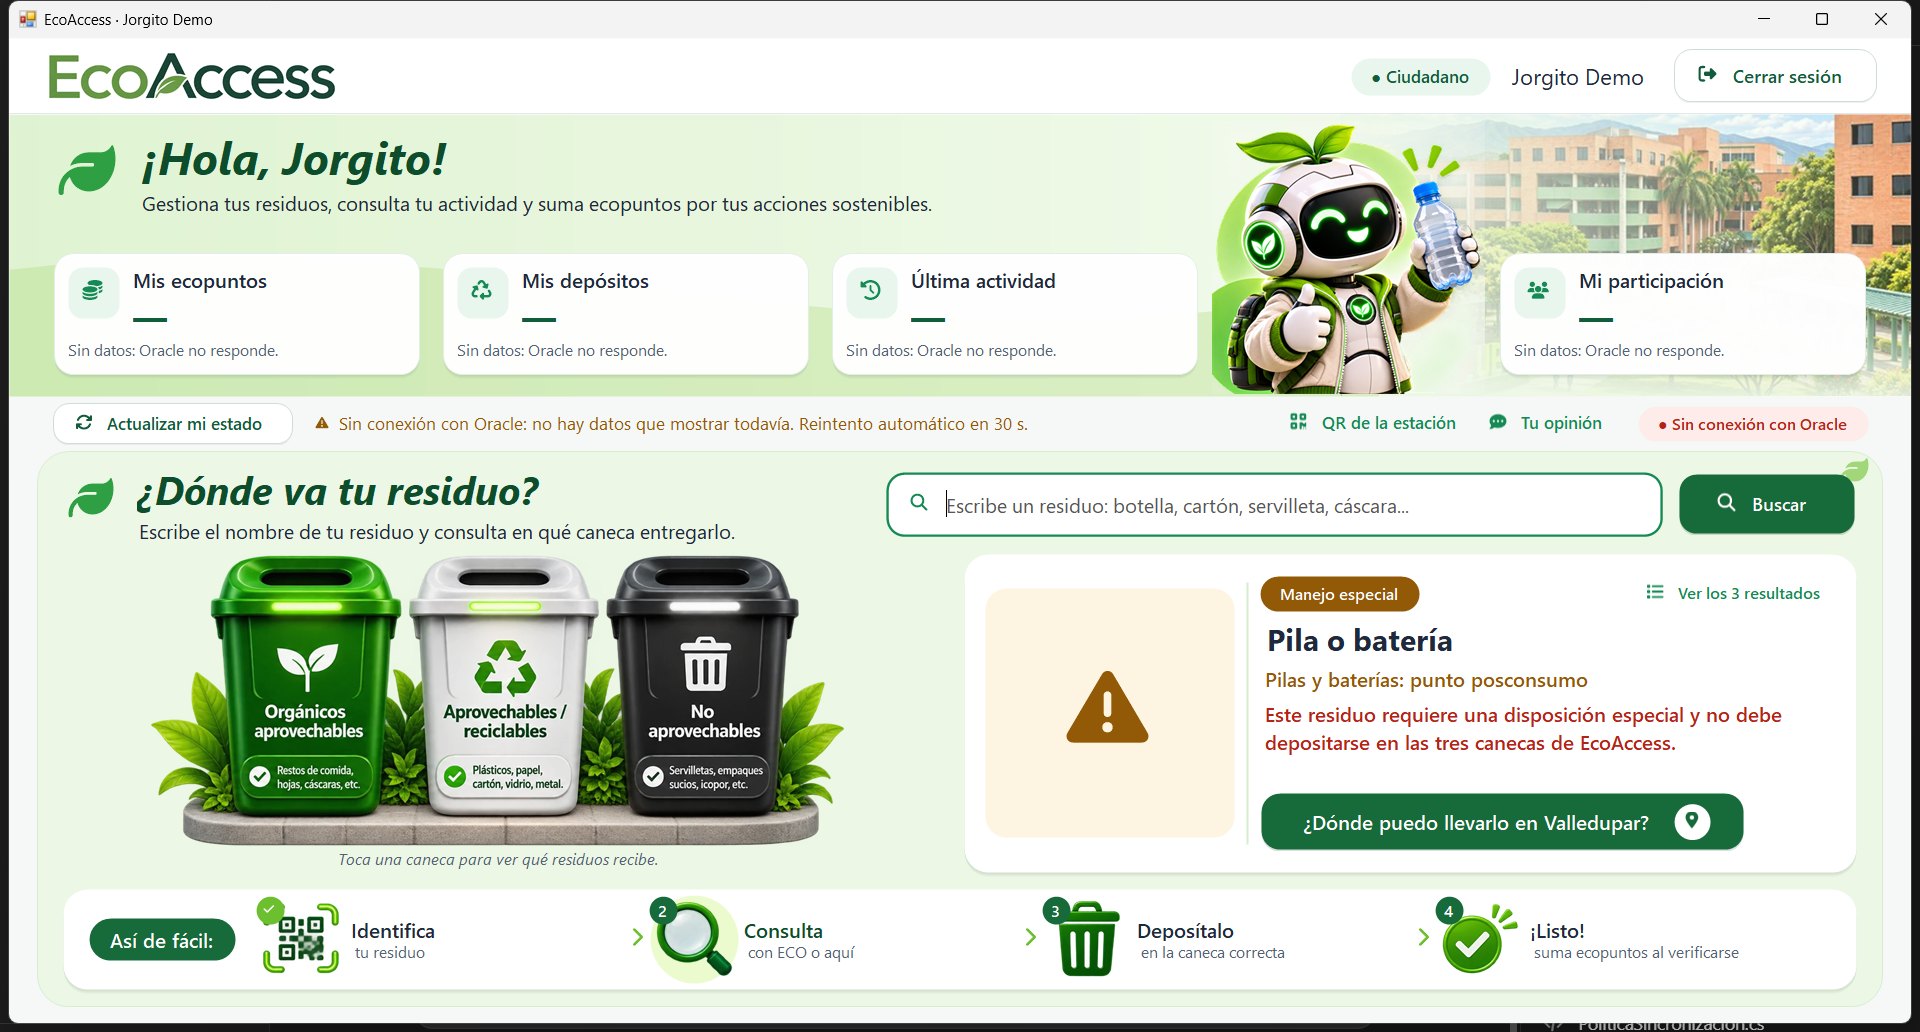 EcoAccess · Jorgito Demo
EcoAccess
● Ciudadano
Jorgito Demo
Cerrar sesión
¡Hola, Jorgito!
Gestiona tus residuos, consulta tu actividad y suma ecopuntos por tus acciones sostenibles.
Mis ecopuntos
Sin datos: Oracle no responde.
Mis depósitos
Sin datos: Oracle no responde.
Última actividad
Sin datos: Oracle no responde.
Mi participación
Sin datos: Oracle no responde.
Actualizar mi estado
Sin conexión con Oracle: no hay datos que mostrar todavía. Reintento automático en 30 s.
QR de la estación
Tu opinión
● Sin conexión con Oracle
¿Dónde va tu residuo?
Escribe el nombre de tu residuo y consulta en qué caneca entregarlo.
Escribe un residuo: botella, cartón, servilleta, cáscara...
Buscar
Orgánicos
aprovechables
Restos de comida,
hojas, cáscaras, etc.
Aprovechables /
reciclables
Plásticos, papel,
cartón, vidrio, metal.
No
aprovechables
Servilletas, empaques
sucios, icopor, etc.
Toca una caneca para ver qué residuos recibe.
Manejo especial
Ver los 3 resultados
Pila o batería
Pilas y baterías: punto posconsumo
Este residuo requiere una disposición especial y no debe
depositarse en las tres canecas de EcoAccess.
¿Dónde puedo llevarlo en Valledupar?
Así de fácil:
Identifica
tu residuo
2
Consulta
con ECO o aquí
3
Deposítalo
en la caneca correcta
4
¡Listo!
suma ecopuntos al verificarse
PoliticaSincronizacion.cs